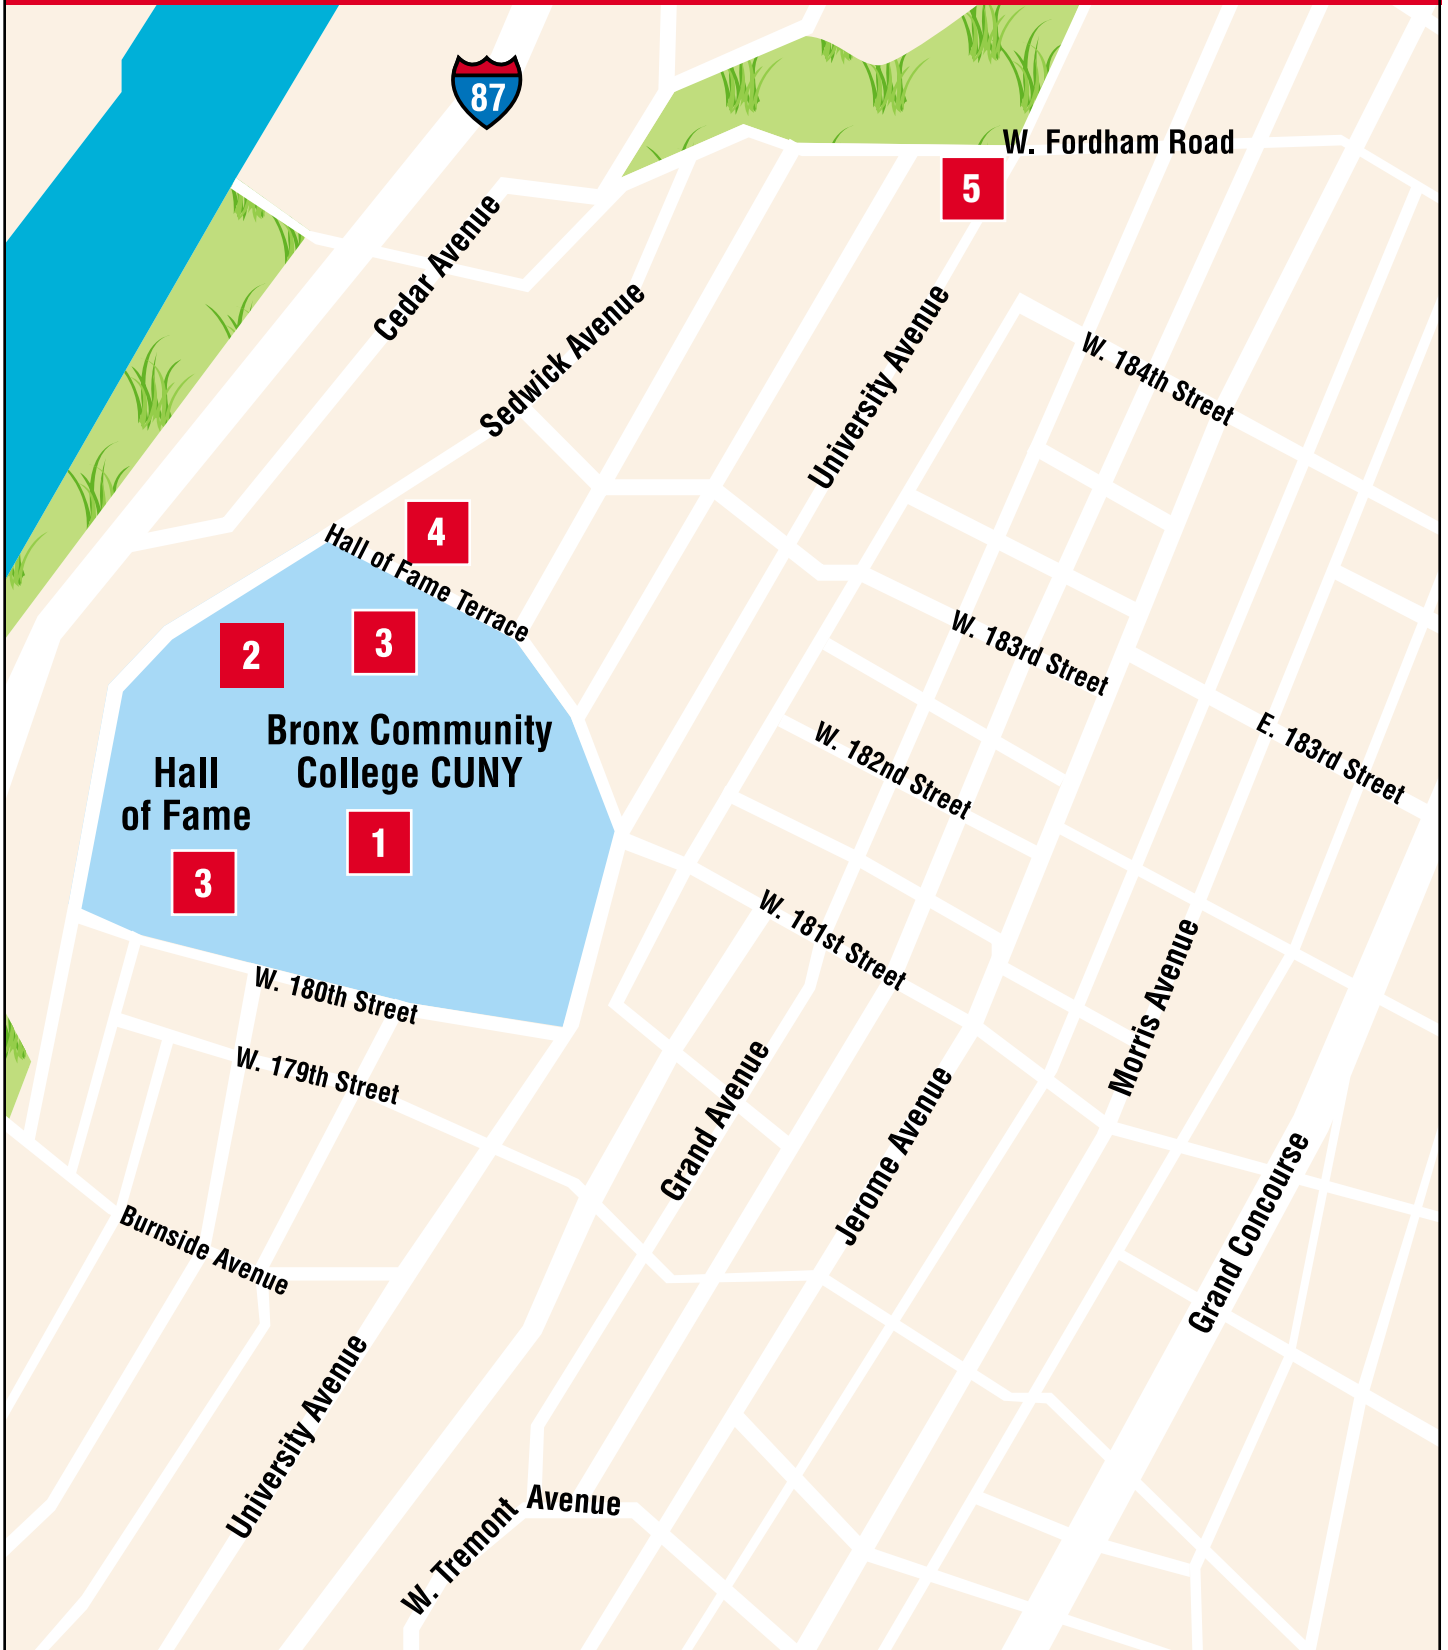 87
W. Fordham Road
5
Cedar Avenue
Sedwick Avenue
University Avenue
W. 184th Street
4
Hall of Fame Terrace
2
3
W. 183rd Street
Bronx Community
College CUNY
Hall
of Fame
W. 182nd Street
E. 183rd Street
1
3
W. 181st Street
W. 180th Street
Morris Avenue
W. 179th Street
Grand Avenue
Jerome Avenue
Grand Concourse
Burnside Avenue
University Avenue
W. Tremont Avenue